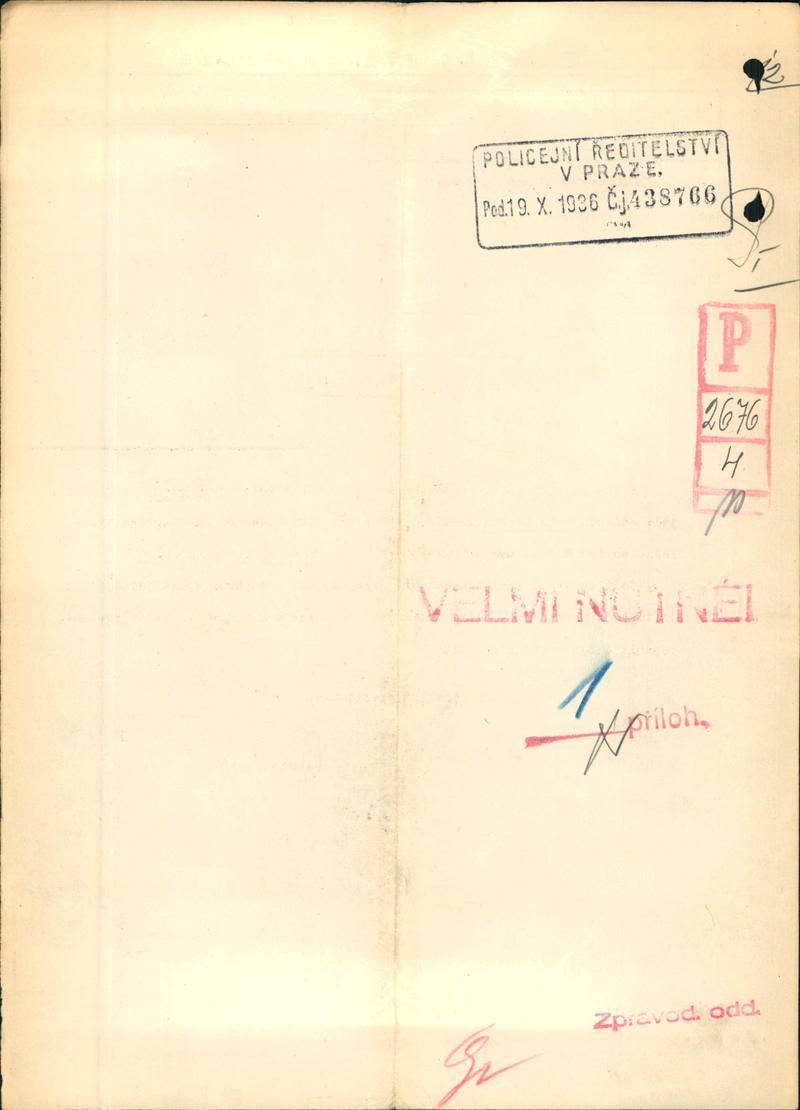 POLICEJNÍ ŘEDITELSTVÍ
V PRAZE.
Pod. 19. X. 1936 Č.j. 438766
P
2676
4
VELMI NUTNÉ!
1
příloh,
Zpravod. odd.